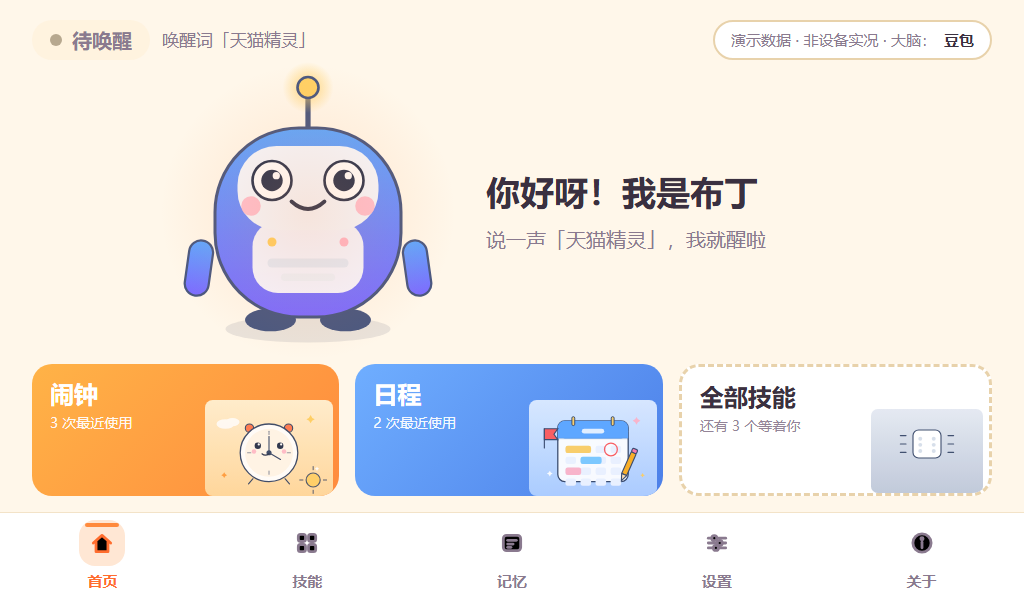 待唤醒 唤醒词「天猫精灵」
演示数据 · 非设备实况 · 大脑： 豆包
你好呀！我是布丁
说一声「天猫精灵」，我就醒啦
闹钟
3 次最近使用
日程
2 次最近使用
全部技能
还有 3 个等着你
首页
技能
记忆
设置
关于